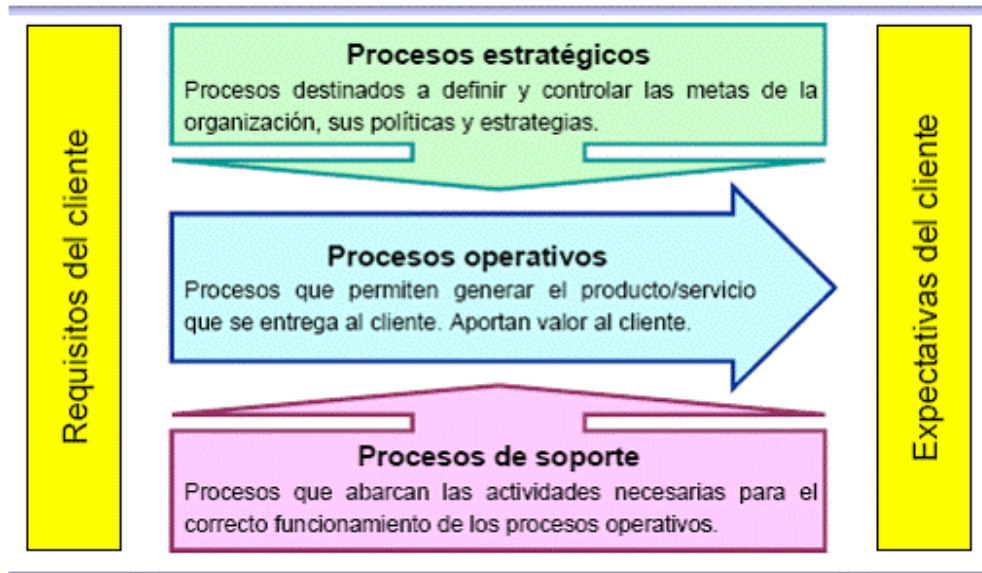 Requisitos del cliente
Procesos estratégicos
Procesos destinados a definir y controlar las metas de la
organización, sus políticas y estrategias.
Procesos operativos
Procesos que permiten generar el producto/servicio
que se entrega al cliente. Aportan valor al cliente.
Procesos de soporte
Procesos que abarcan las actividades necesarias para el
correcto funcionamiento de los procesos operativos.
Expectativas del cliente